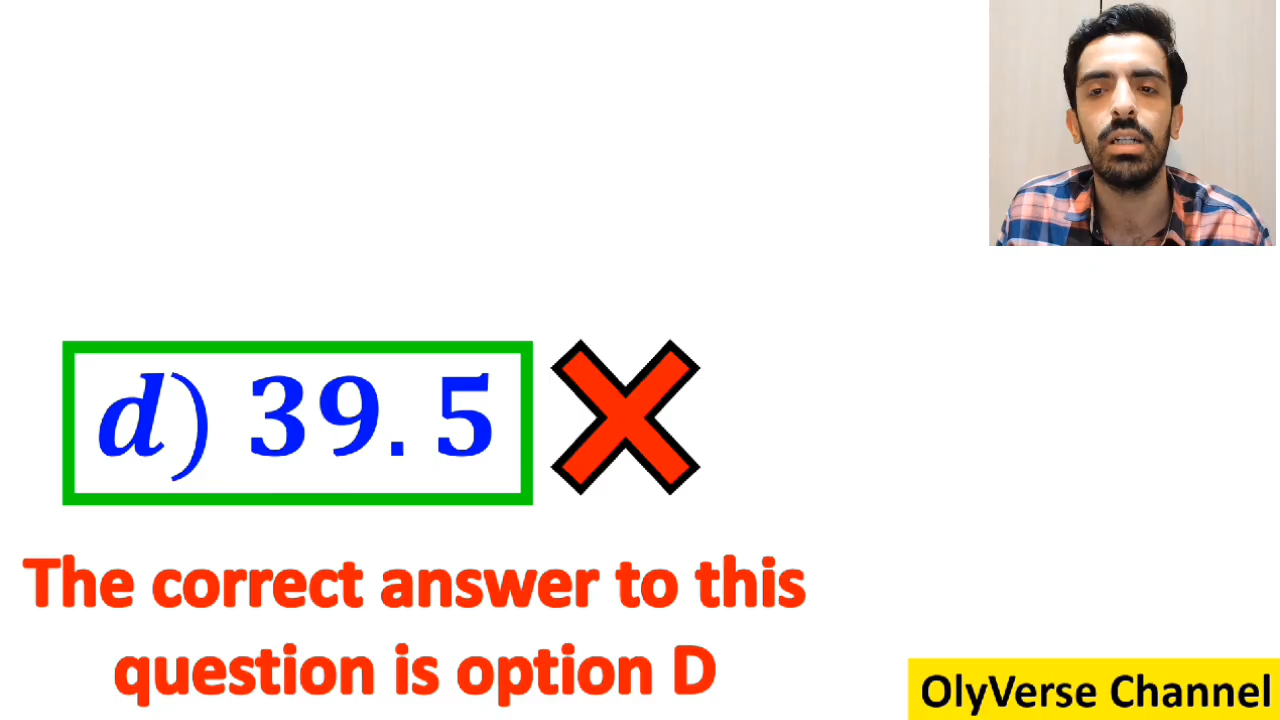 d) 39.5
The correct answer to this
question is option D
OlyVerse Channel